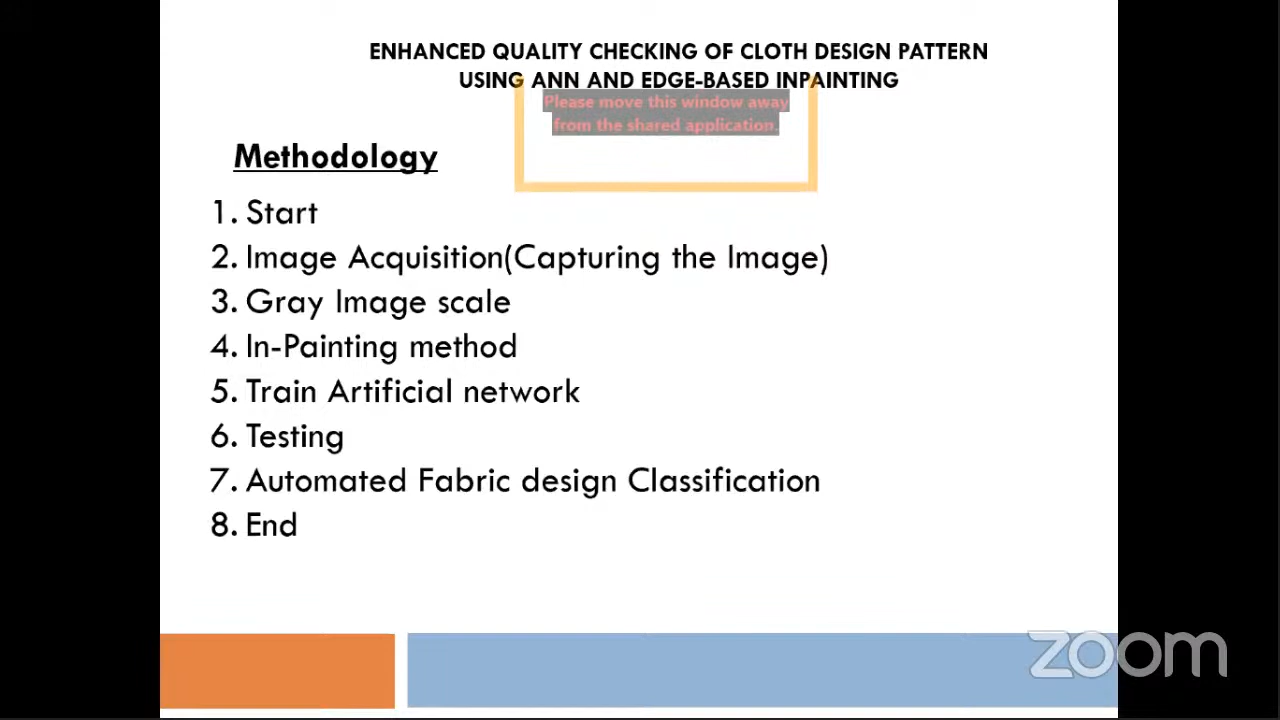 ENHANCED QUALITY CHECKING OF CLOTH DESIGN PATTERN
USING ANN AND EDGE-BASED INPAINTING
Please move this window away
from the shared application.
Methodology
1. Start
2. Image Acquisition(Capturing the Image)
3. Gray Image scale
4. In-Painting method
5. Train Artificial network
6. Testing
7. Automated Fabric design Classification
8. End
zoom